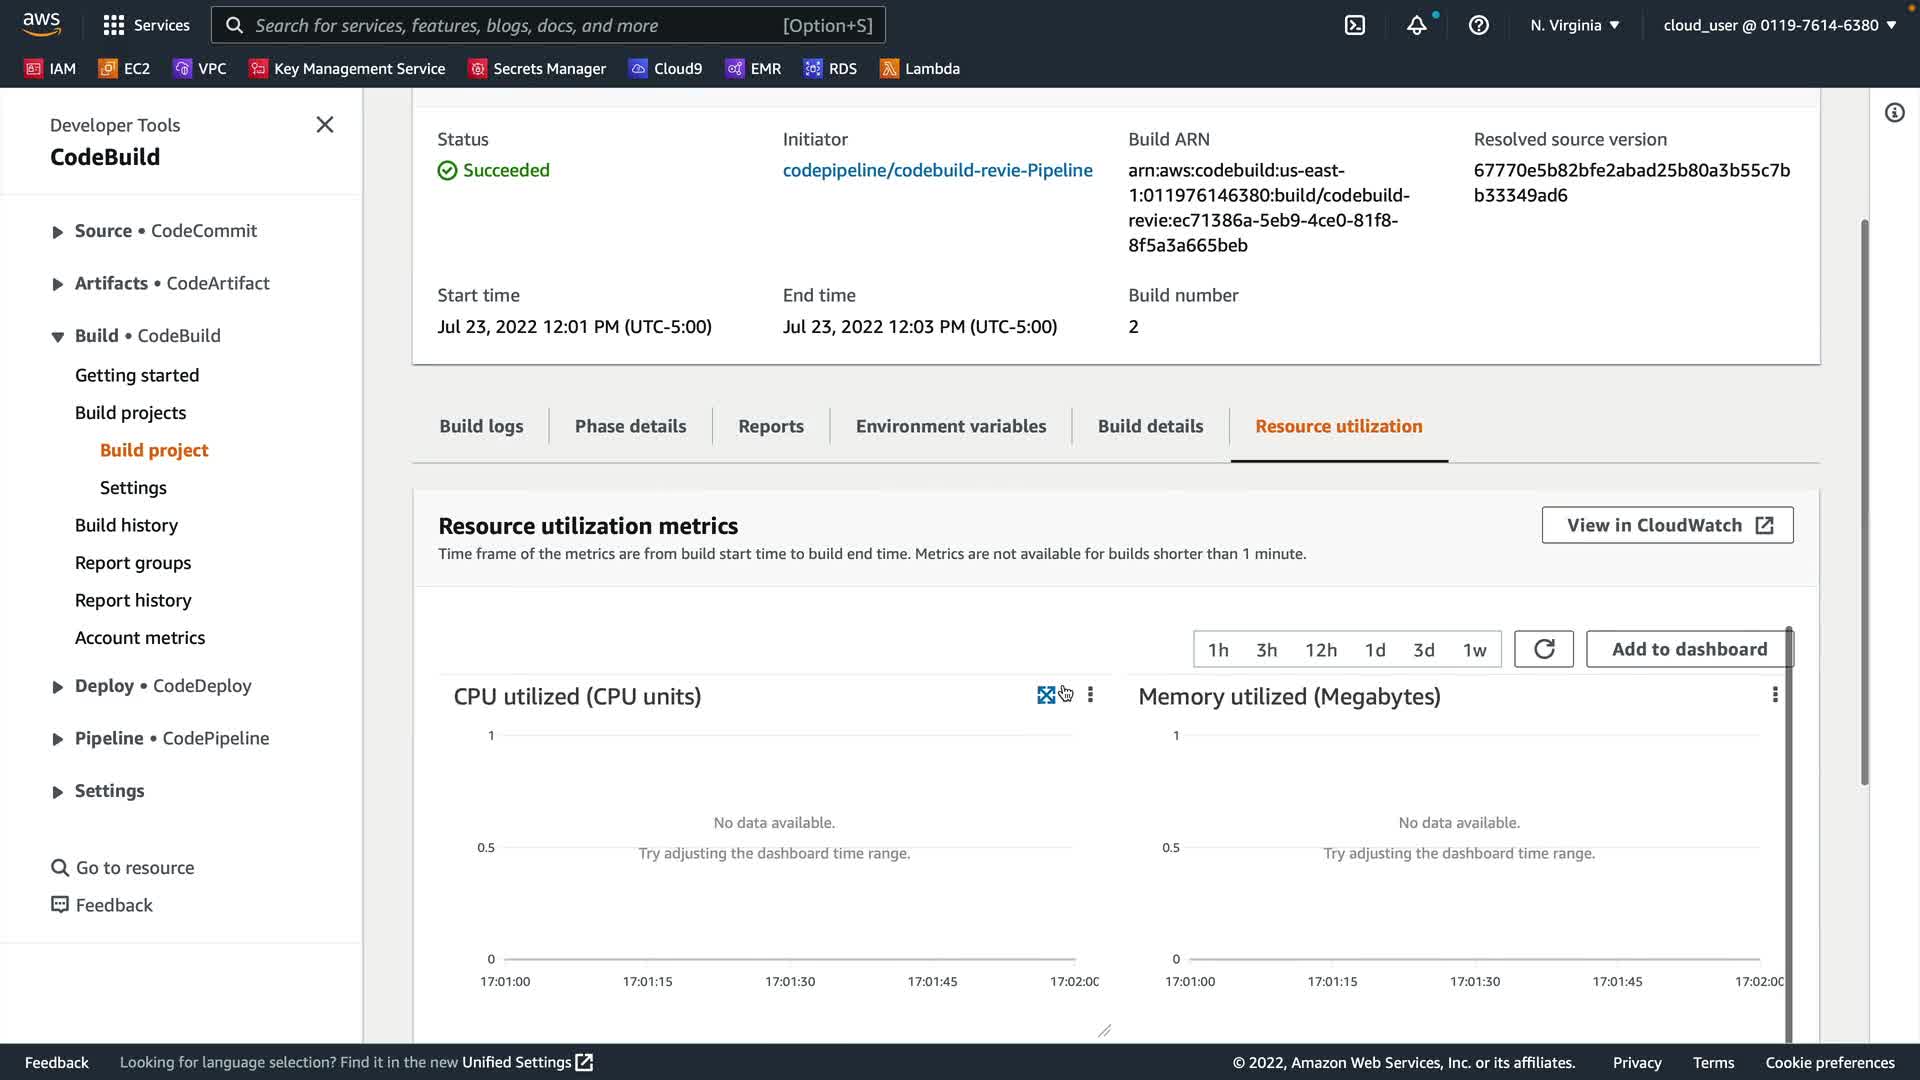 aws
Services
Search for services, features, blogs, docs, and more
[Option+S]
N. Virginia
cloud_user @ 0119-7614-6380
IAM
EC2
VPC
Key Management Service
Secrets Manager
Cloud9
EMR
RDS
Lambda
Developer Tools
CodeBuild
Source • CodeCommit
Artifacts • CodeArtifact
Build • CodeBuild
Getting started
Build projects
Build project
Settings
Build history
Report groups
Report history
Account metrics
Deploy • CodeDeploy
Pipeline • CodePipeline
Settings
Go to resource
Feedback
Status
Succeeded
Initiator
codepipeline/codebuild-revie-Pipeline
Build ARN
arn:aws:codebuild:us-east-
1:011976146380:build/codebuild-
revie:ec71386a-5eb9-4ce0-81f8-
8f5a3a665beb
Resolved source version
67770e5b82bfe2abad25b80a3b55c7b
b33349ad6
Start time
Jul 23, 2022 12:01 PM (UTC-5:00)
End time
Jul 23, 2022 12:03 PM (UTC-5:00)
Build number
2
Build logs
Phase details
Reports
Environment variables
Build details
Resource utilization
Resource utilization metrics
Time frame of the metrics are from build start time to build end time. Metrics are not available for builds shorter than 1 minute.
View in CloudWatch
1h 3h 12h 1d 3d 1w
Add to dashboard
CPU utilized (CPU units)
1
No data available.
0.5
Try adjusting the dashboard time range.
0
17:01:00 17:01:15 17:01:30 17:01:45 17:02:00
Memory utilized (Megabytes)
1
No data available.
0.5
Try adjusting the dashboard time range.
0
17:01:00 17:01:15 17:01:30 17:01:45 17:02:00
Feedback
Looking for language selection? Find it in the new Unified Settings
© 2022, Amazon Web Services, Inc. or its affiliates.
Privacy
Terms
Cookie preferences